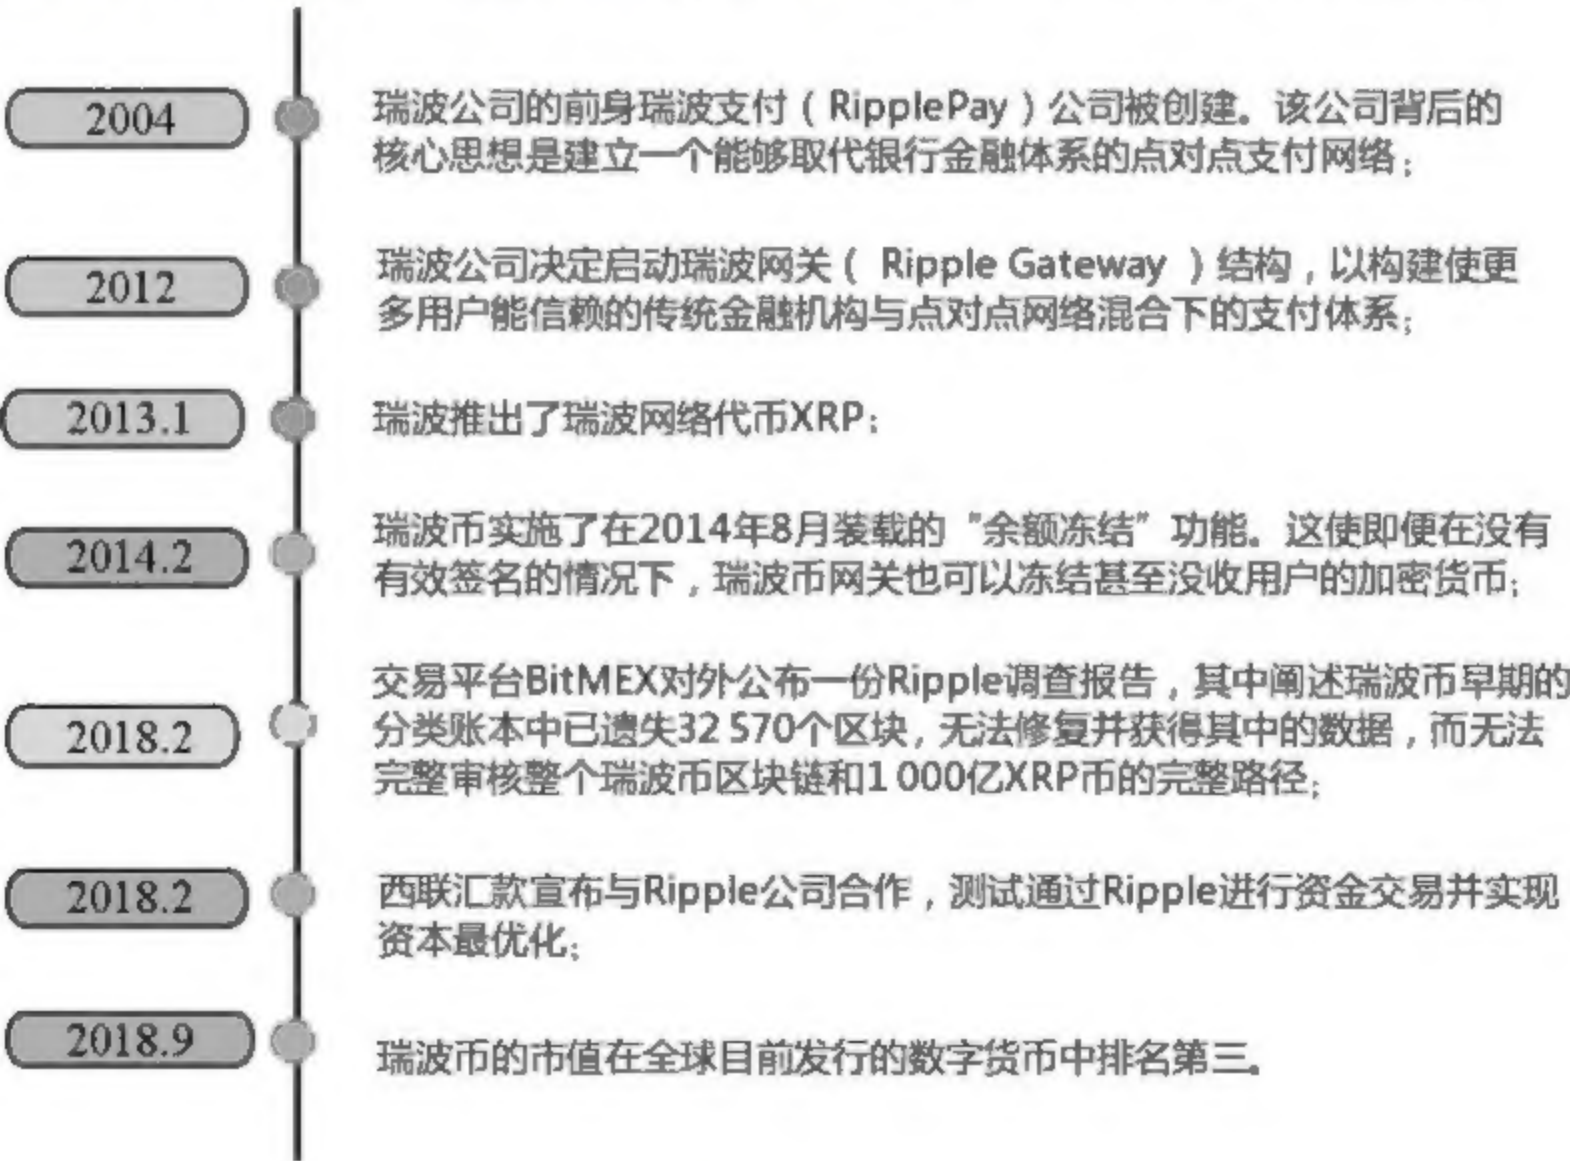 2004
瑞波公司的前身瑞波支付（RipplePay）公司被创建。该公司背后的
核心思想是建立一个能够取代银行金融体系的点对点支付网络；
2012
瑞波公司决定启动瑞波网关（ Ripple Gateway ）结构，以构建使更
多用户能信赖的传统金融机构与点对点网络混合下的支付体系；
2013.1
瑞波推出了瑞波网络代币XRP；
2014.2
瑞波币实施了在2014年8月装载的“余额冻结”功能。这使即便在没有
有效签名的情况下，瑞波币网关也可以冻结甚至没收用户的加密货币；
2018.2
交易平台BitMEX对外公布一份Ripple调查报告，其中阐述瑞波币早期的
分类账本中已遗失32 570个区块，无法修复并获得其中的数据，而无法
完整审核整个瑞波币区块链和1 000亿XRP币的完整路径；
2018.2
西联汇款宣布与Ripple公司合作，测试通过Ripple进行资金交易并实现
资本最优化；
2018.9
瑞波币的市值在全球目前发行的数字货币中排名第三。